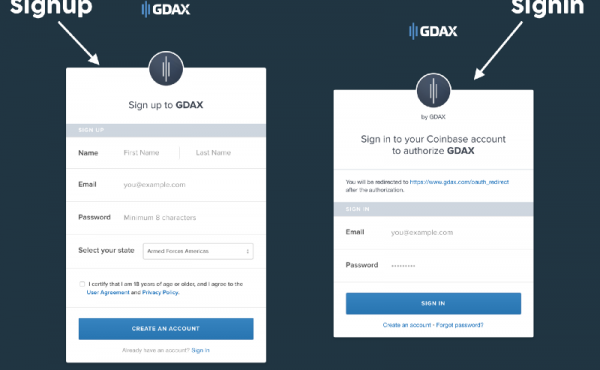 signup
GDAX
Sign up to GDAX
SIGN UP
Name First Name Last Name
Email you@example.com
Password Minimum 8 characters
Select your state Armed Forces Americas
I certify that I am 18 years of age or older, and I agree to the
User Agreement and Privacy Policy.
CREATE AN ACCOUNT
Already have an account? Sign In
signin
GDAX
by GDAX
Sign in to your Coinbase account
to authorize GDAX
You will be redirected to https://www.gdax.com/oauth_redirect
after the authorization.
SIGN IN
Email you@example.com
Password •••••••••
SIGN IN
Create an account · Forgot password?